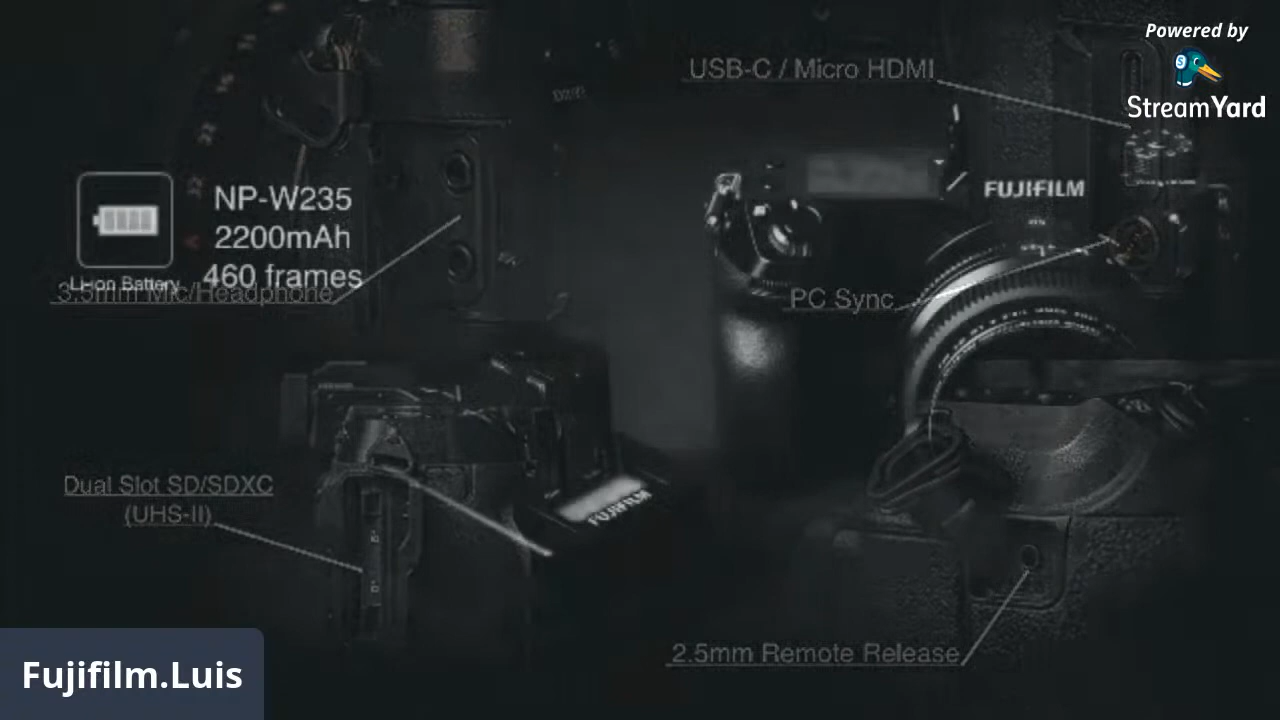 Powered by
StreamYard
USB-C / Micro HDMI
NP-W235
2200mAh
460 frames
Li-ion Battery
3.5mm Mic/Headphone
FUJIFILM
PC Sync
Dual Slot SD/SDXC
(UHS-II)
FUJIFILM
2.5mm Remote Release
Fujifilm.Luis